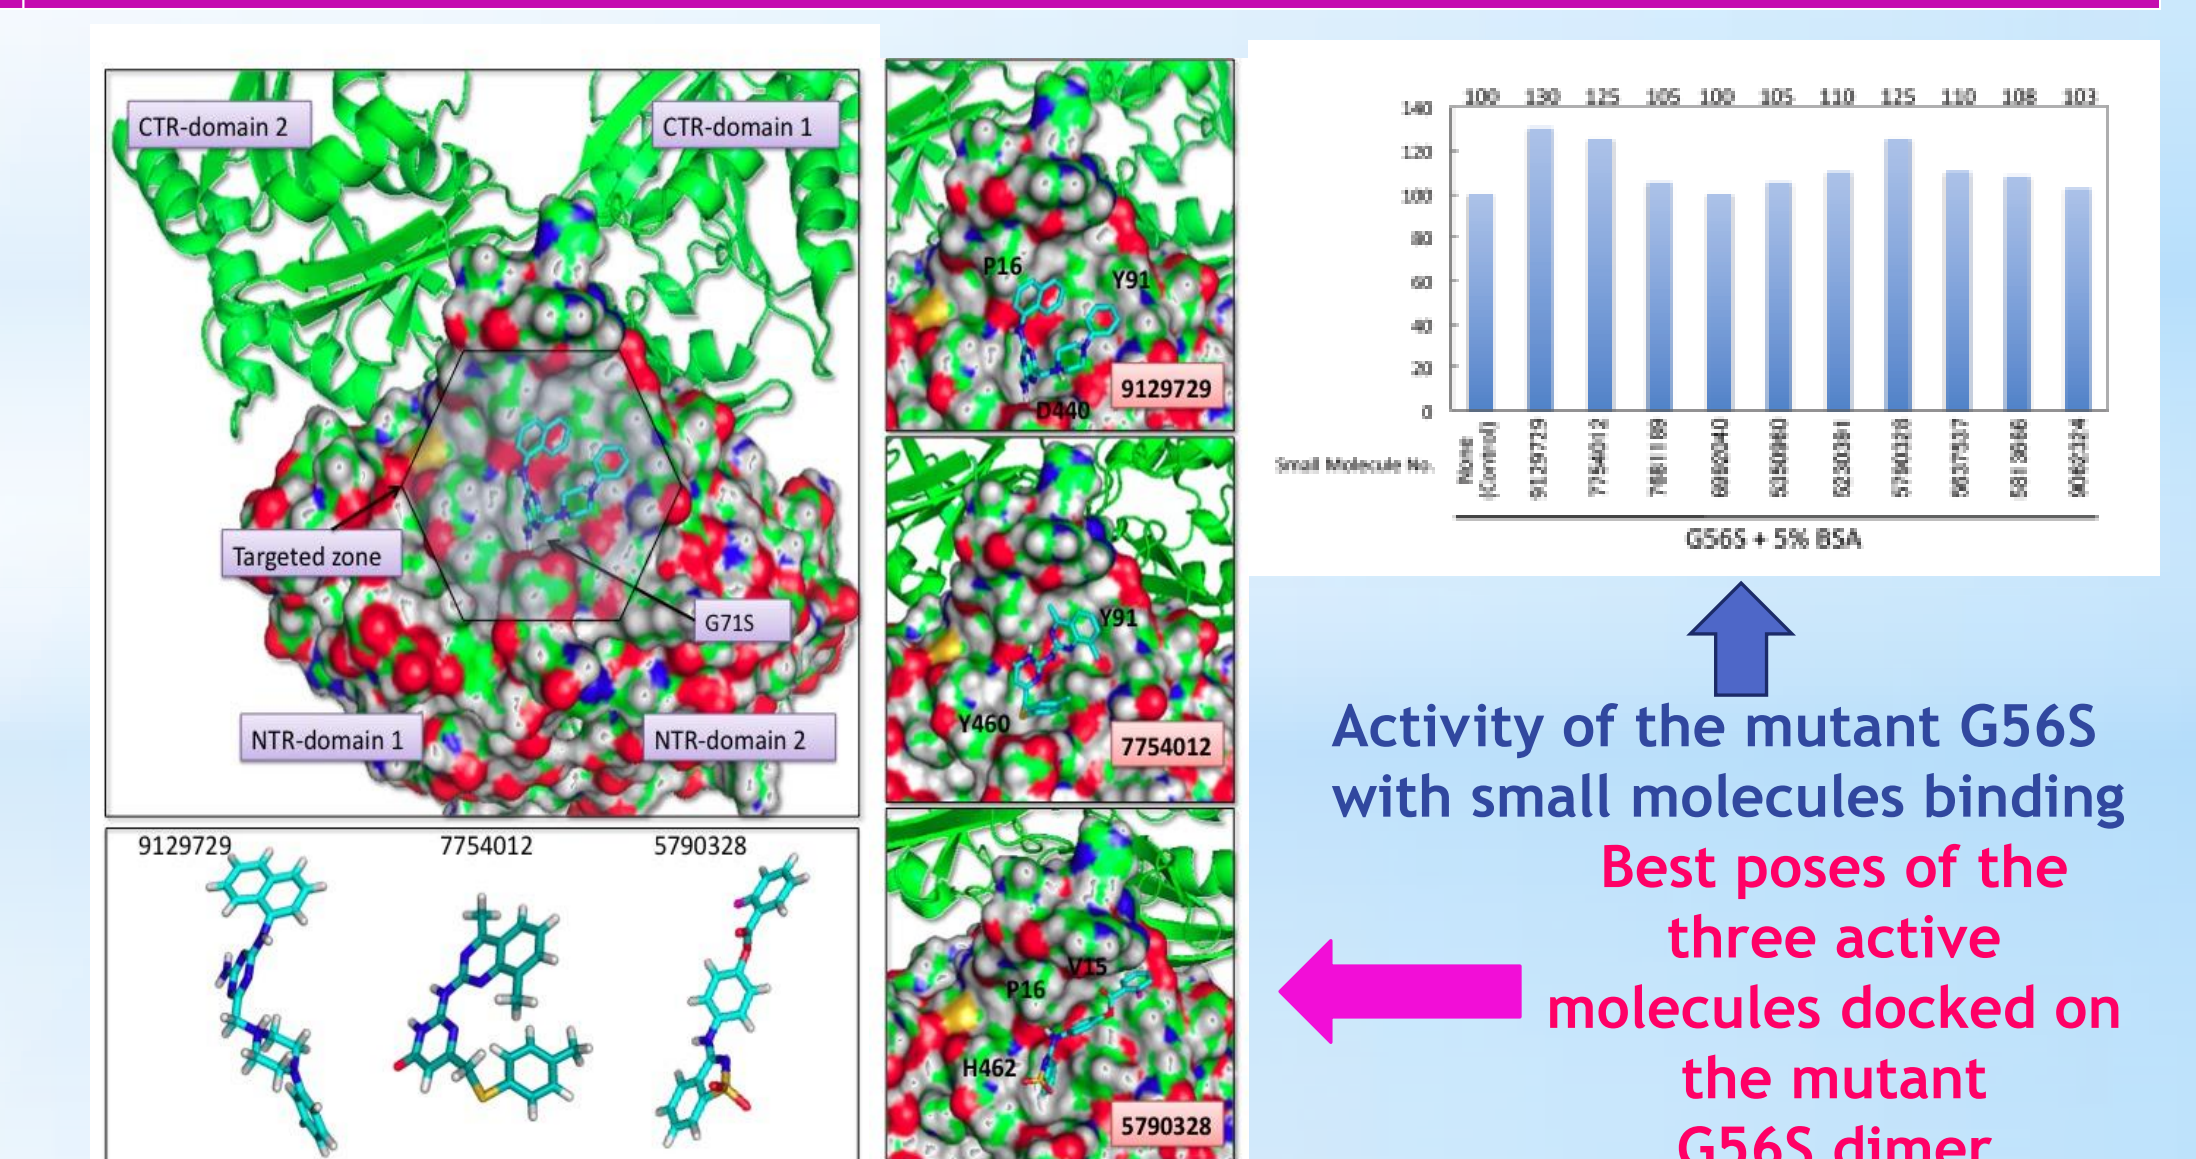 CTR-domain 2
CTR-domain 1
Targeted zone
G71S
NTR-domain 1
NTR-domain 2
9129729
7754012
5790328
P16
Y91
D440
9129729
Y91
Y460
7754012
V15
P16
H462
5790328
100 130 125 105 100 105 110 125 110 108 103
140
120
100
80
60
40
20
0
Small Molecule No.
None
(Control)
9129729
7754012
5790328
G56S + 5% BSA
Activity of the mutant G56S
with small molecules binding
Best poses of the
three active
molecules docked on
the mutant
G56S dimer